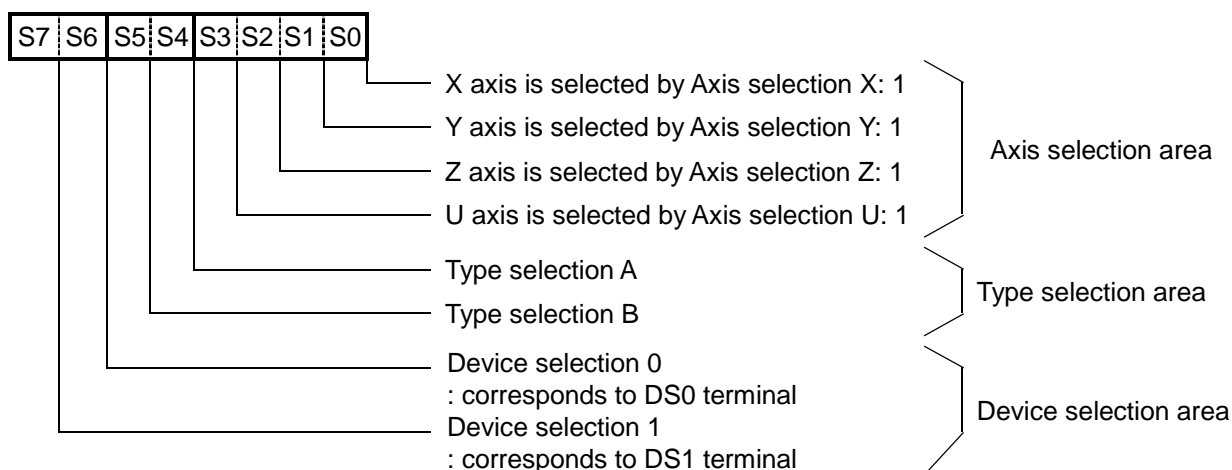 S7 S6 S5 S4 S3 S2 S1 S0
X axis is selected by Axis selection X: 1
Y axis is selected by Axis selection Y: 1
Z axis is selected by Axis selection Z: 1
U axis is selected by Axis selection U: 1
Axis selection area
Type selection A
Type selection B
Type selection area
Device selection 0
: corresponds to DS0 terminal
Device selection 1
: corresponds to DS1 terminal
Device selection area